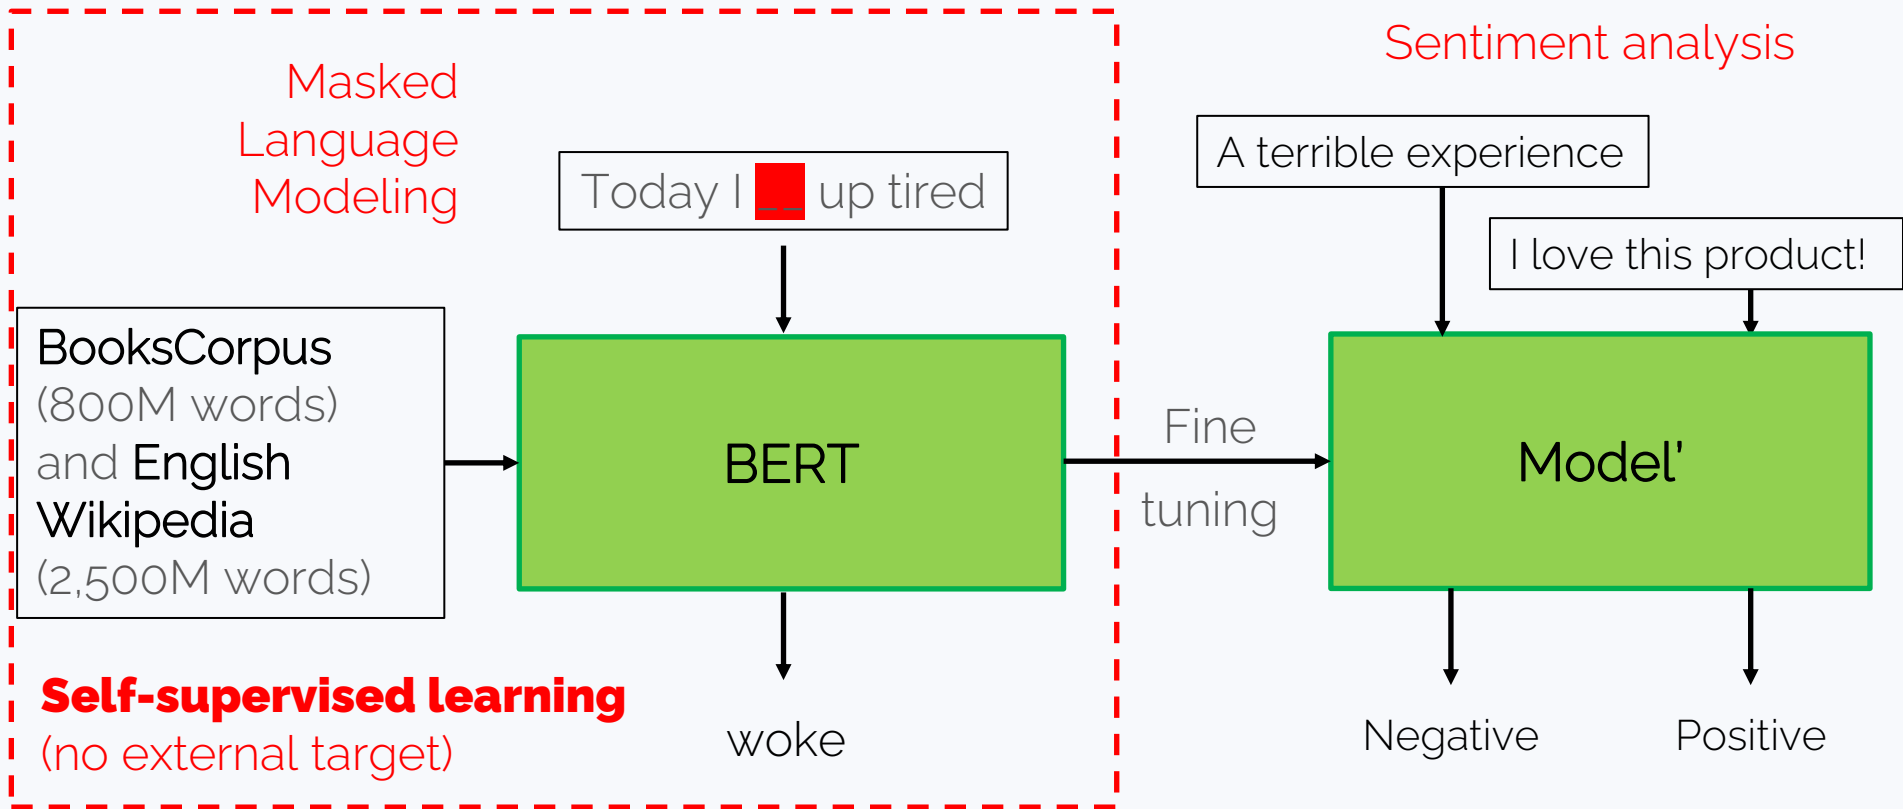 Masked
Language
Modeling
Today I __ up tired
BooksCorpus
(800M words)
and English
Wikipedia
(2,500M words)
BERT
Self-supervised learning
(no external target)
woke
Fine
tuning
Sentiment analysis
A terrible experience
I love this product!
Model'
Negative
Positive